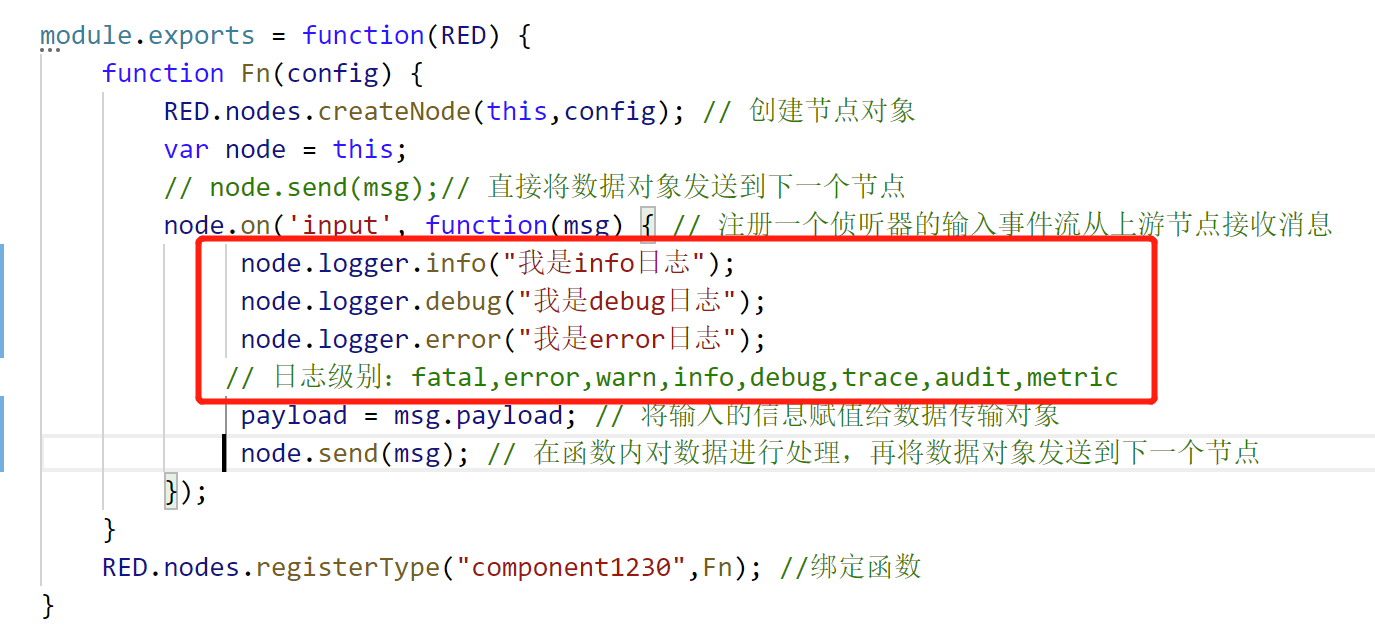 module.exports = function(RED) {
function Fn(config) {
RED.nodes.createNode(this,config); // 创建节点对象
var node = this;
// node.send(msg);// 直接将数据对象发送到下一个节点
node.on('input', function(msg) { // 注册一个侦听器的输入事件流从上游节点接收消息
node.logger.info("我是info日志");
node.logger.debug("我是debug日志");
node.logger.error("我是error日志");
// 日志级别：fatal,error,warn,info,debug,trace,audit,metric
payload = msg.payload; // 将输入的信息赋值给数据传输对象
node.send(msg); // 在函数内对数据进行处理，再将数据对象发送到下一个节点
});
}
RED.nodes.registerType("component1230",Fn); //绑定函数
}